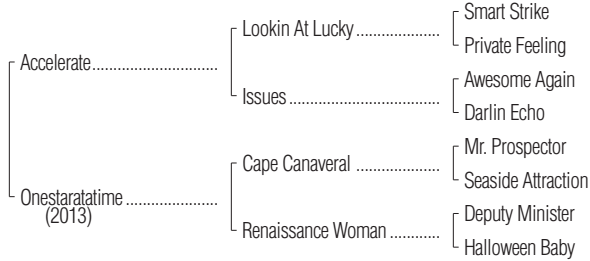 Smart Strike
Lookin At Lucky
Private Feeling
Accelerate
Awesome Again
Issues
Darlin Echo
Mr. Prospector
Cape Canaveral
Seaside Attraction
Onestaratatime
(2013)
Deputy Minister
Renaissance Woman
Halloween Baby